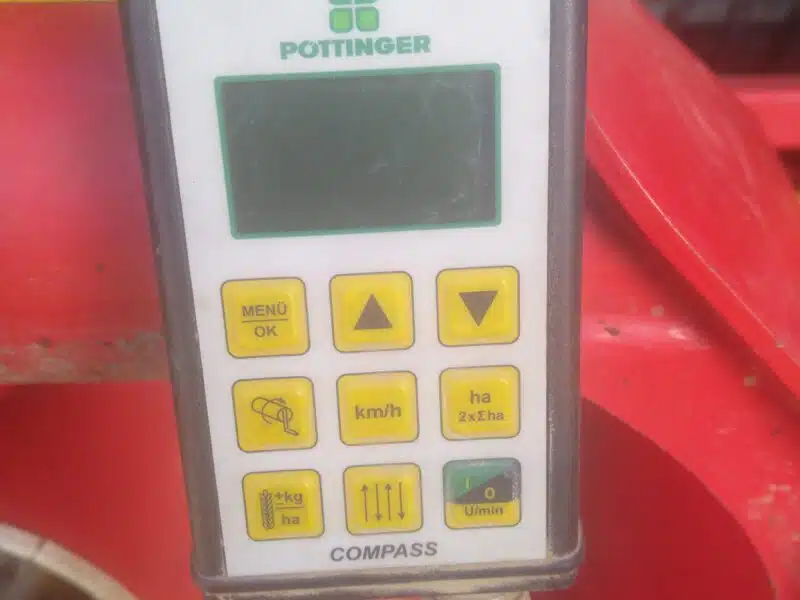 PÖTTINGER
MENÜ
OK
km/h
ha
2xΣha
+kg
ha
I
0
U/min
COMPASS